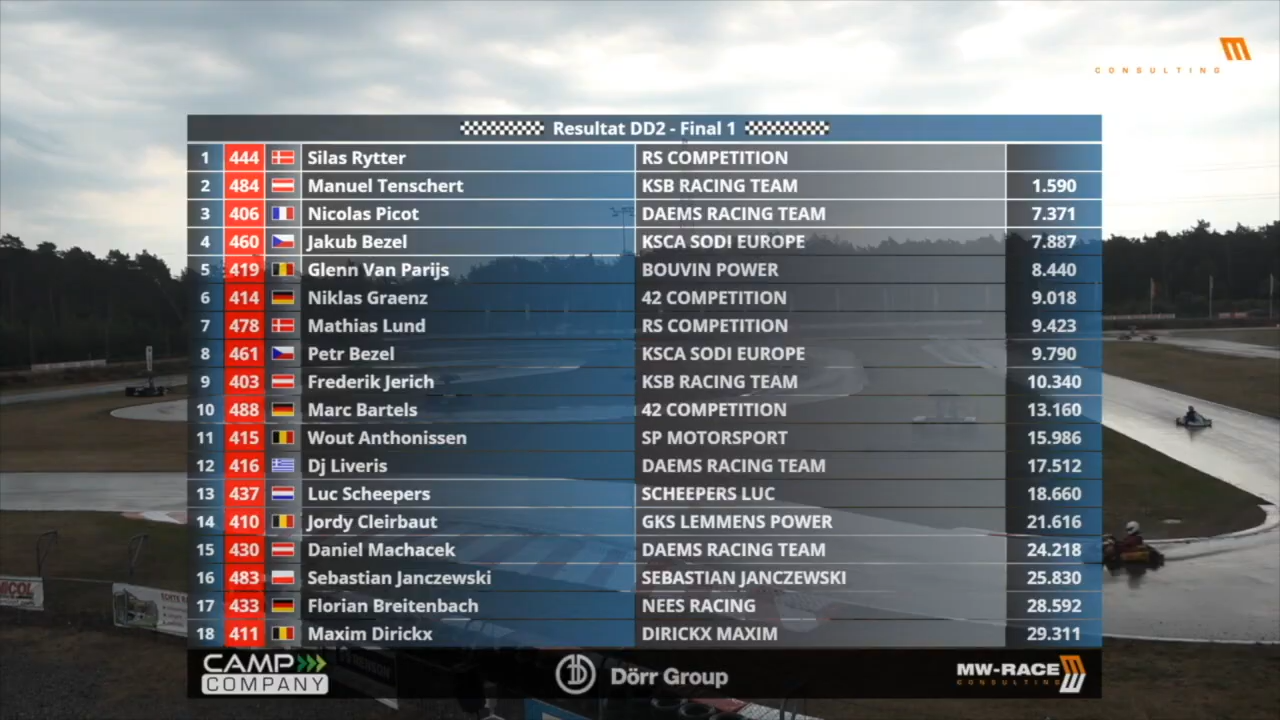 CONSULTING
Resultat DD2 - Final 1
1 444 Silas Rytter RS COMPETITION
2 484 Manuel Tenschert KSB RACING TEAM 1.590
3 406 Nicolas Picot DAEMS RACING TEAM 7.371
4 460 Jakub Bezel KSCA SODI EUROPE 7.887
5 419 Glenn Van Parijs BOUVIN POWER 8.440
6 414 Niklas Graenz 42 COMPETITION 9.018
7 478 Mathias Lund RS COMPETITION 9.423
8 461 Petr Bezel KSCA SODI EUROPE 9.790
9 403 Frederik Jerich KSB RACING TEAM 10.340
10 488 Marc Bartels 42 COMPETITION 13.160
11 415 Wout Anthonissen SP MOTORSPORT 15.986
12 416 Dj Liveris DAEMS RACING TEAM 17.512
13 437 Luc Scheepers SCHEEPERS LUC 18.660
14 410 Jordy Cleirbaut GKS LEMMENS POWER 21.616
15 430 Daniel Machacek DAEMS RACING TEAM 24.218
16 483 Sebastian Janczewski SEBASTIAN JANCZEWSKI 25.830
17 433 Florian Breitenbach NEES RACING 28.592
18 411 Maxim Dirickx DIRICKX MAXIM 29.311
CAMP
COMPANY
Dörr Group
MW-RACE
CONSULTING